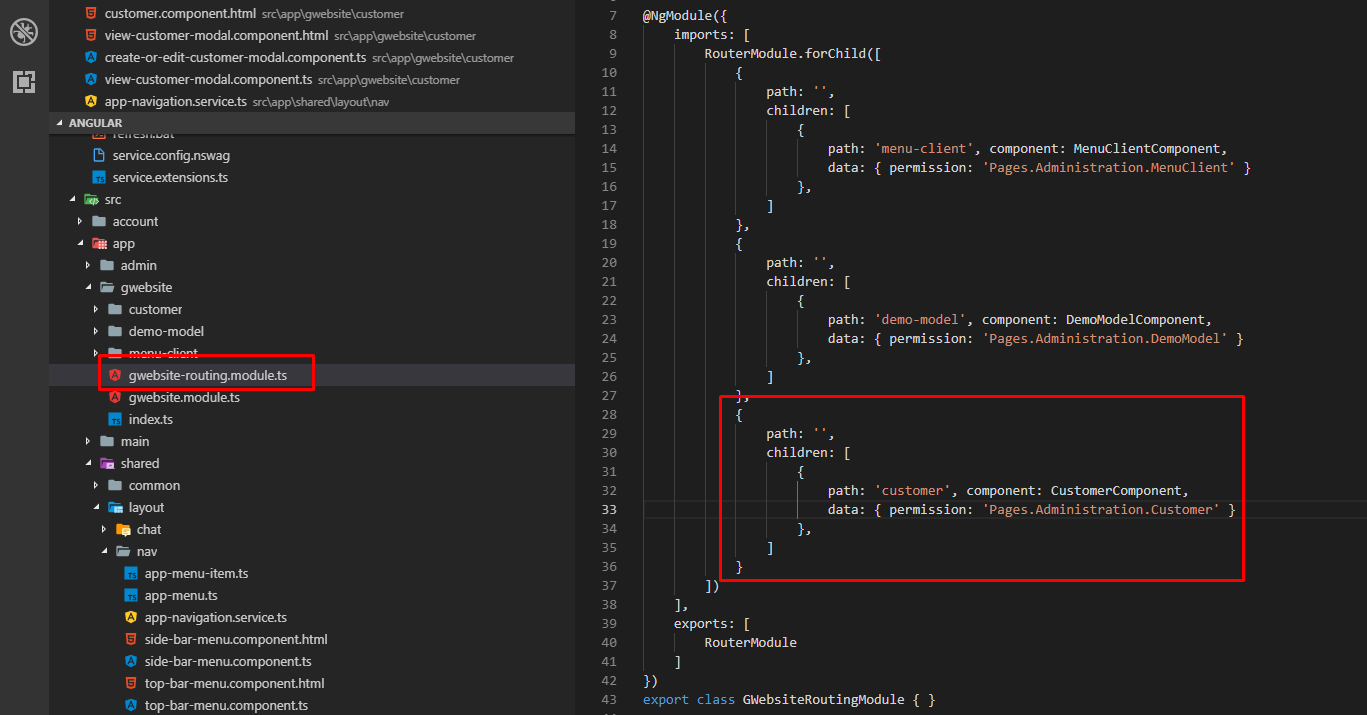 customer.component.html src\app\gwebsite\customer
view-customer-modal.component.html src\app\gwebsite\customer
create-or-edit-customer-modal.component.ts src\app\gwebsite\customer
view-customer-modal.component.ts src\app\gwebsite\customer
app-navigation.service.ts src\app\shared\layout\nav
ANGULAR
refresh.bat
service.config.nswag
service.extensions.ts
src
account
app
admin
gwebsite
customer
demo-model
menu-client
gwebsite-routing.module.ts
gwebsite.module.ts
index.ts
main
shared
common
layout
chat
nav
app-menu-item.ts
app-menu.ts
app-navigation.service.ts
side-bar-menu.component.html
side-bar-menu.component.ts
top-bar-menu.component.html
top-bar-menu.component.ts
7 @NgModule({
8 imports: [
9 RouterModule.forChild([
10 {
11 path: '',
12 children: [
13 {
14 path: 'menu-client', component: MenuClientComponent,
15 data: { permission: 'Pages.Administration.MenuClient' }
16 },
17 ]
18 },
19 {
20 path: '',
21 children: [
22 {
23 path: 'demo-model', component: DemoModelComponent,
24 data: { permission: 'Pages.Administration.DemoModel' }
25 },
26 ]
27 },
28 {
29 path: '',
30 children: [
31 {
32 path: 'customer', component: CustomerComponent,
33 data: { permission: 'Pages.Administration.Customer' }
34 },
35 ]
36 }
37 ])
38 ],
39 exports: [
40 RouterModule
41 ]
42 })
43 export class GWebsiteRoutingModule { }